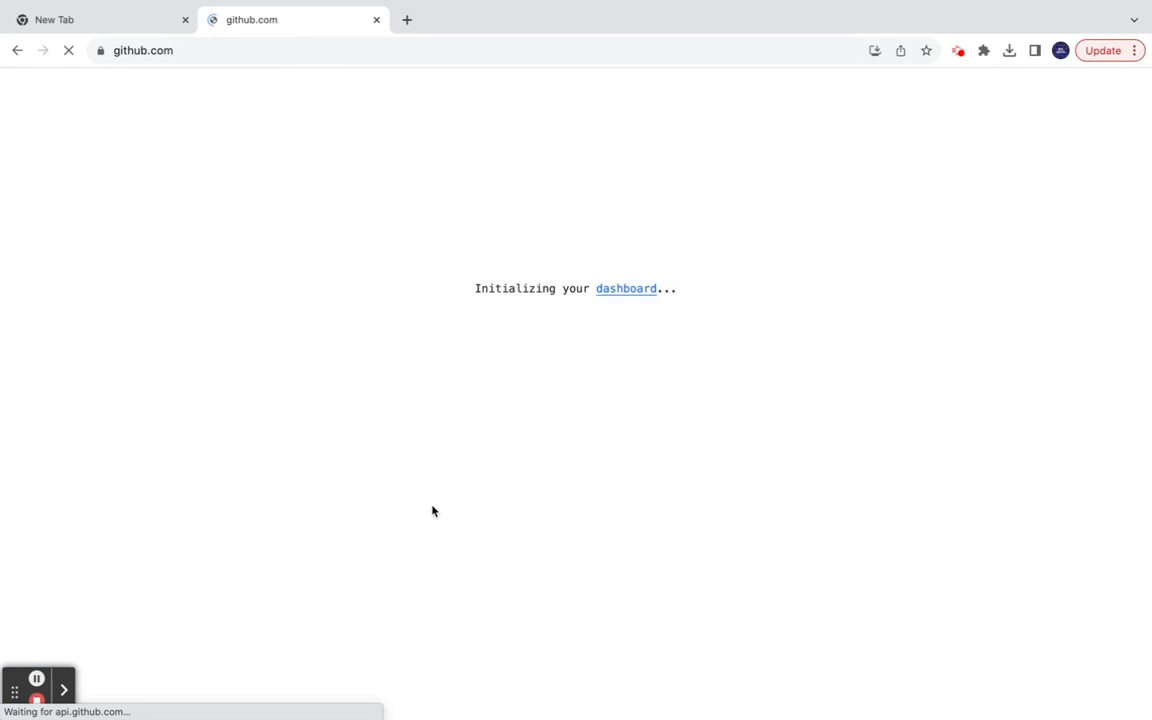 New Tab
github.com
github.com
Update
Initializing your dashboard...
Waiting for api.github.com...